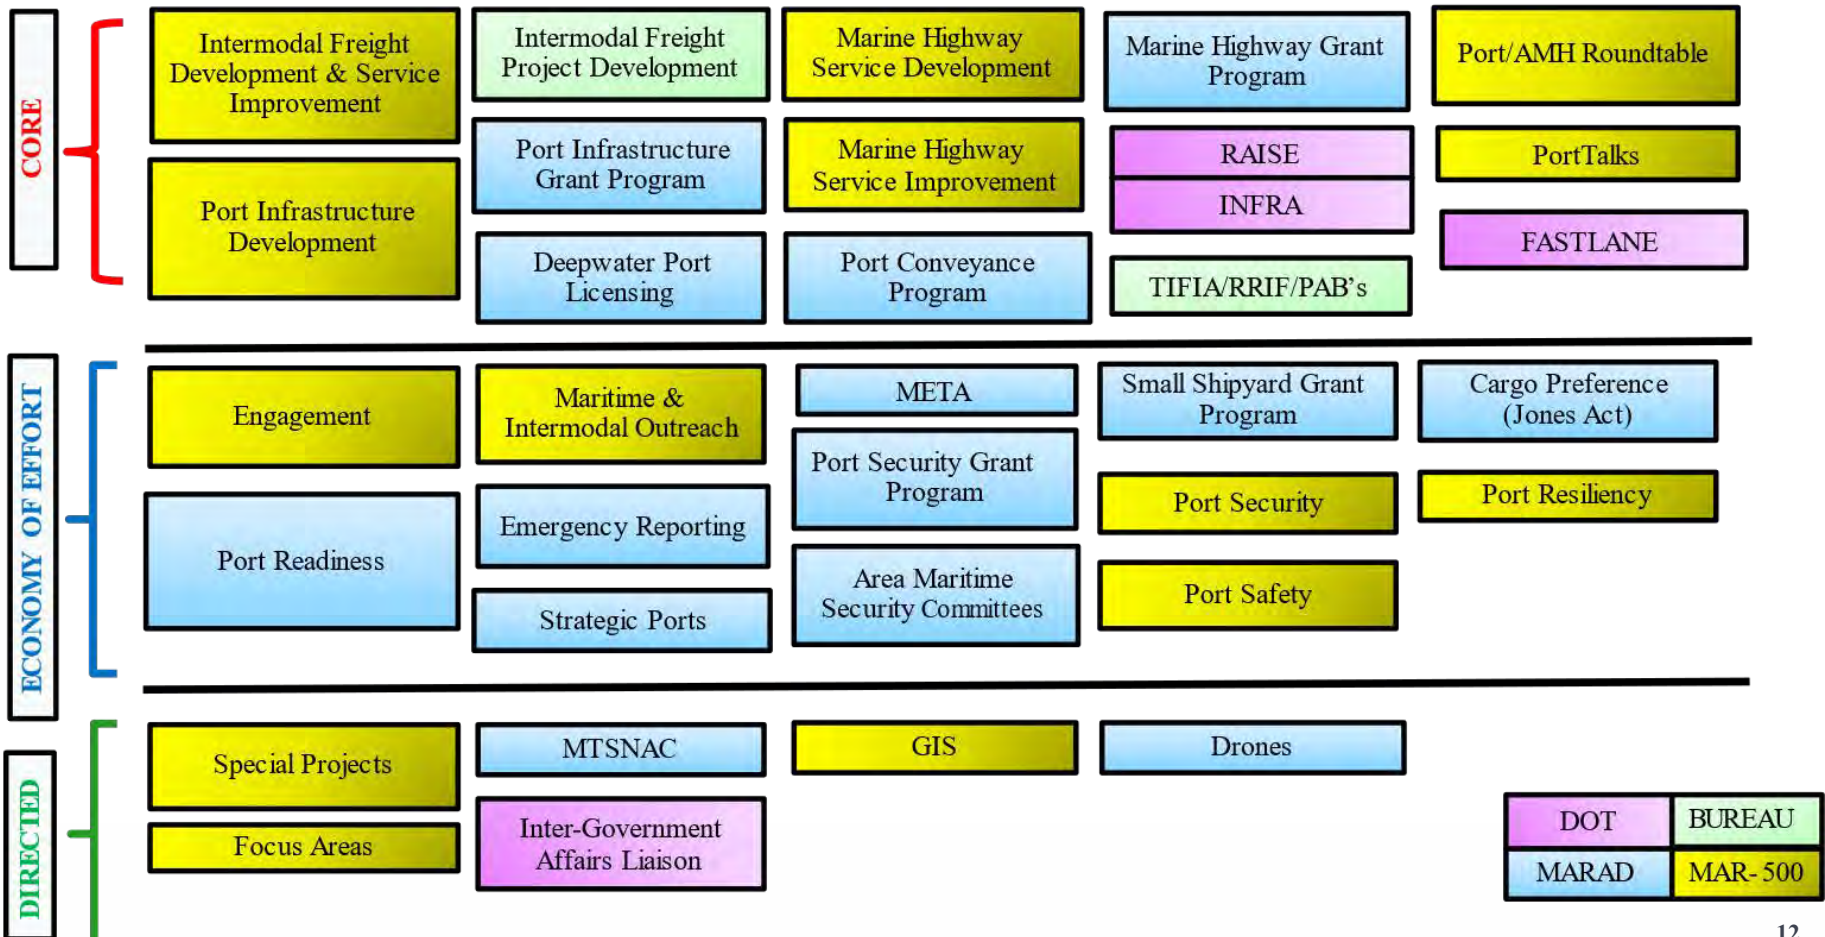 CORE
Intermodal Freight
Development & Service
Improvement
Port Infrastructure
Development
Intermodal Freight
Project Development
Port Infrastructure
Grant Program
Deepwater Port
Licensing
Marine Highway
Service Development
Marine Highway
Service Improvement
Port Conveyance
Program
Marine Highway Grant
Program
RAISE
INFRA
TIFIA/RRIF/PAB's
Port/AMH Roundtable
PortTalks
FASTLANE
ECONOMY OF EFFORT
Engagement
Port Readiness
Maritime &
Intermodal Outreach
Emergency Reporting
Strategic Ports
META
Port Security Grant
Program
Area Maritime
Security Committees
Small Shipyard Grant
Program
Port Security
Port Safety
Cargo Preference
(Jones Act)
Port Resiliency
DIRECTED
Special Projects
Focus Areas
MTSNAC
Inter-Government
Affairs Liaison
GIS
Drones
DOT
BUREAU
MARAD
MAR-500
12